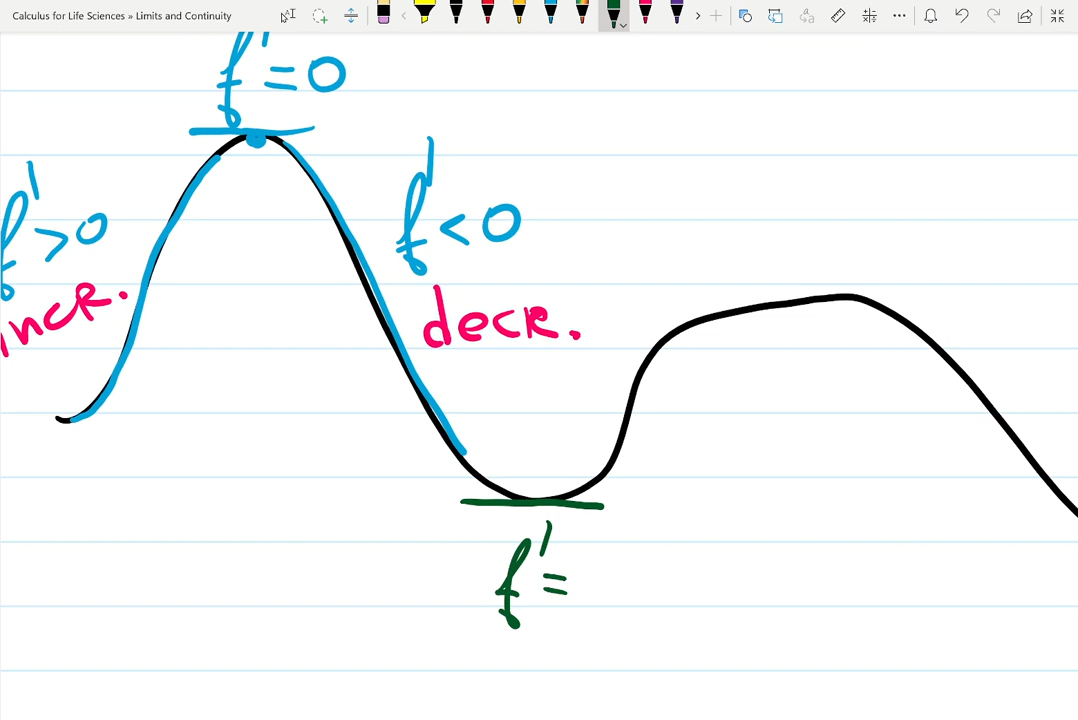 Calculus for Life Sciences » Limits and Continuity
f' = 0
f' > 0
incr.
f' < 0
decr.
f' =